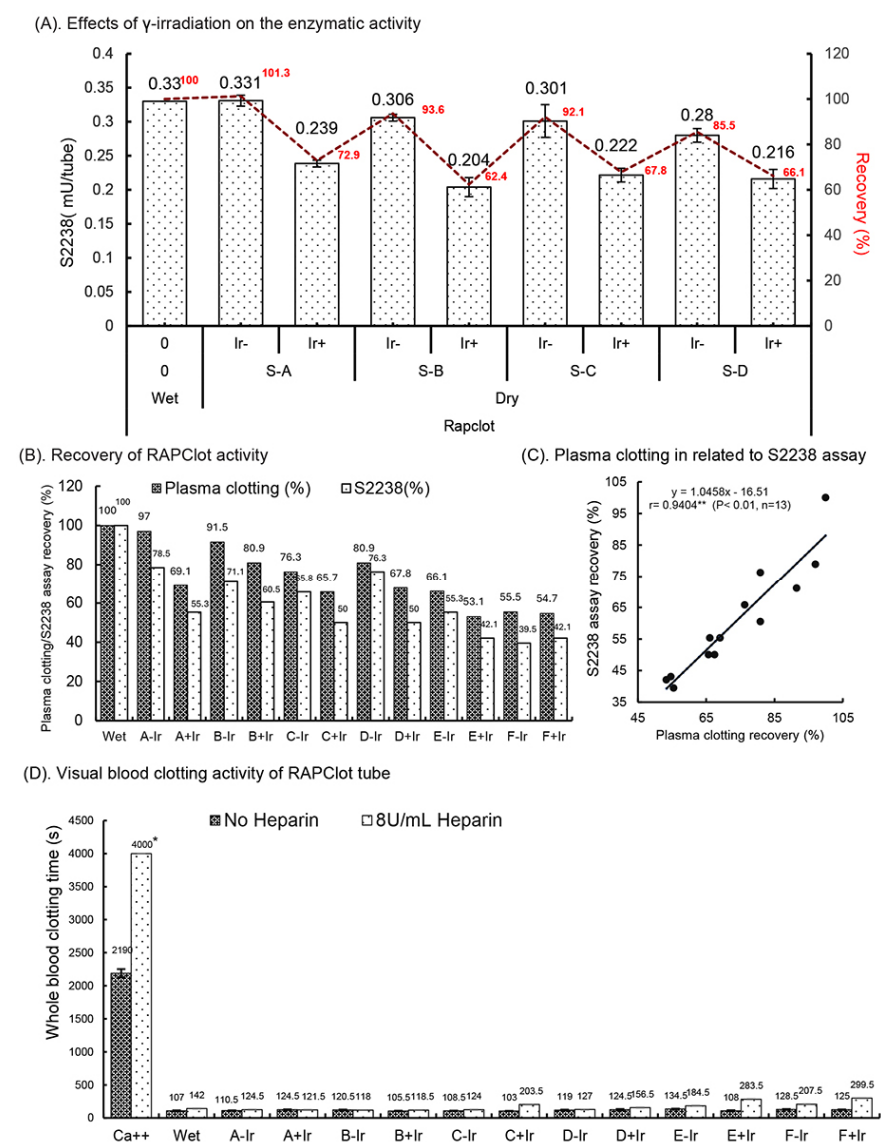 (A). Effects of γ-irradiation on the enzymatic activity
S2238( mU/tube)
0.4
0.35
0.3
0.25
0.2
0.15
0.1
0.05
0
0.33 100
0.331 101.3
0.239 72.9
0.306 93.6
0.204 62.4
0.301 92.1
0.222 67.8
0.28 85.5
0.216 66.1
120
100
80
60
40
20
0
Recovery (%)
0 Ir- Ir+ Ir- Ir+ Ir- Ir+ Ir- Ir+
0 S-A S-B S-C S-D
Wet Dry
Rapclot
(B). Recovery of RAPClot activity
Plasma clotting/S2238 assay recovery (%)
120
100
80
60
40
20
0
Plasma clotting (%) S2238(%)
100 100 97 78.5 69.1 55.3 91.5 71.1 80.9 60.5 76.3 65.8 65.7 50 80.9 76.3 67.8 50 66.1 55.3 53.1 42.1 55.5 39.5 54.7 42.1
Wet A-Ir A+Ir B-Ir B+Ir C-Ir C+Ir D-Ir D+Ir E-Ir E+Ir F-Ir F+Ir
(C). Plasma clotting in related to S2238 assay
y = 1.0458x - 16.51
r= 0.9404** (P< 0.01, n=13)
S2238 assay recovery (%)
105
95
85
75
65
55
45
35
45 65 85 105
Plasma clotting recovery (%)
(D). Visual blood clotting activity of RAPClot tube
Whole blood clotting time (s)
4500
4000
3500
3000
2500
2000
1500
1000
500
0
No Heparin 8U/mL Heparin
2190 4000* 107 142 110.5 124.5 124.5 121.5 120.5 118 105.5 118.5 108.5 124 103 203.5 119 127 124.5 156.5 134.5 184.5 108 283.5 128.5 207.5 125 299.5
Ca++ Wet A-Ir A+Ir B-Ir B+Ir C-Ir C+Ir D-Ir D+Ir E-Ir E+Ir F-Ir F+Ir